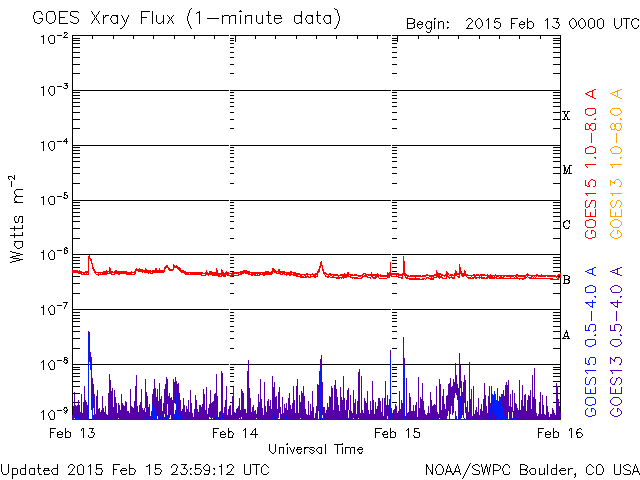 GOES Xray Flux (1-minute data)
Begin: 2015 Feb 13 0000 UTC
10⁻²
10⁻³
10⁻⁴
10⁻⁵
10⁻⁶
10⁻⁷
10⁻⁸
10⁻⁹
Watts m⁻²
X
M
C
B
A
GOES15 1.0-8.0 A
GOES13 1.0-8.0 A
GOES15 0.5-4.0 A
GOES13 0.5-4.0 A
Feb 13
Feb 14
Feb 15
Feb 16
Universal Time
Updated 2015 Feb 15 23:59:12 UTC
NOAA/SWPC Boulder, CO USA